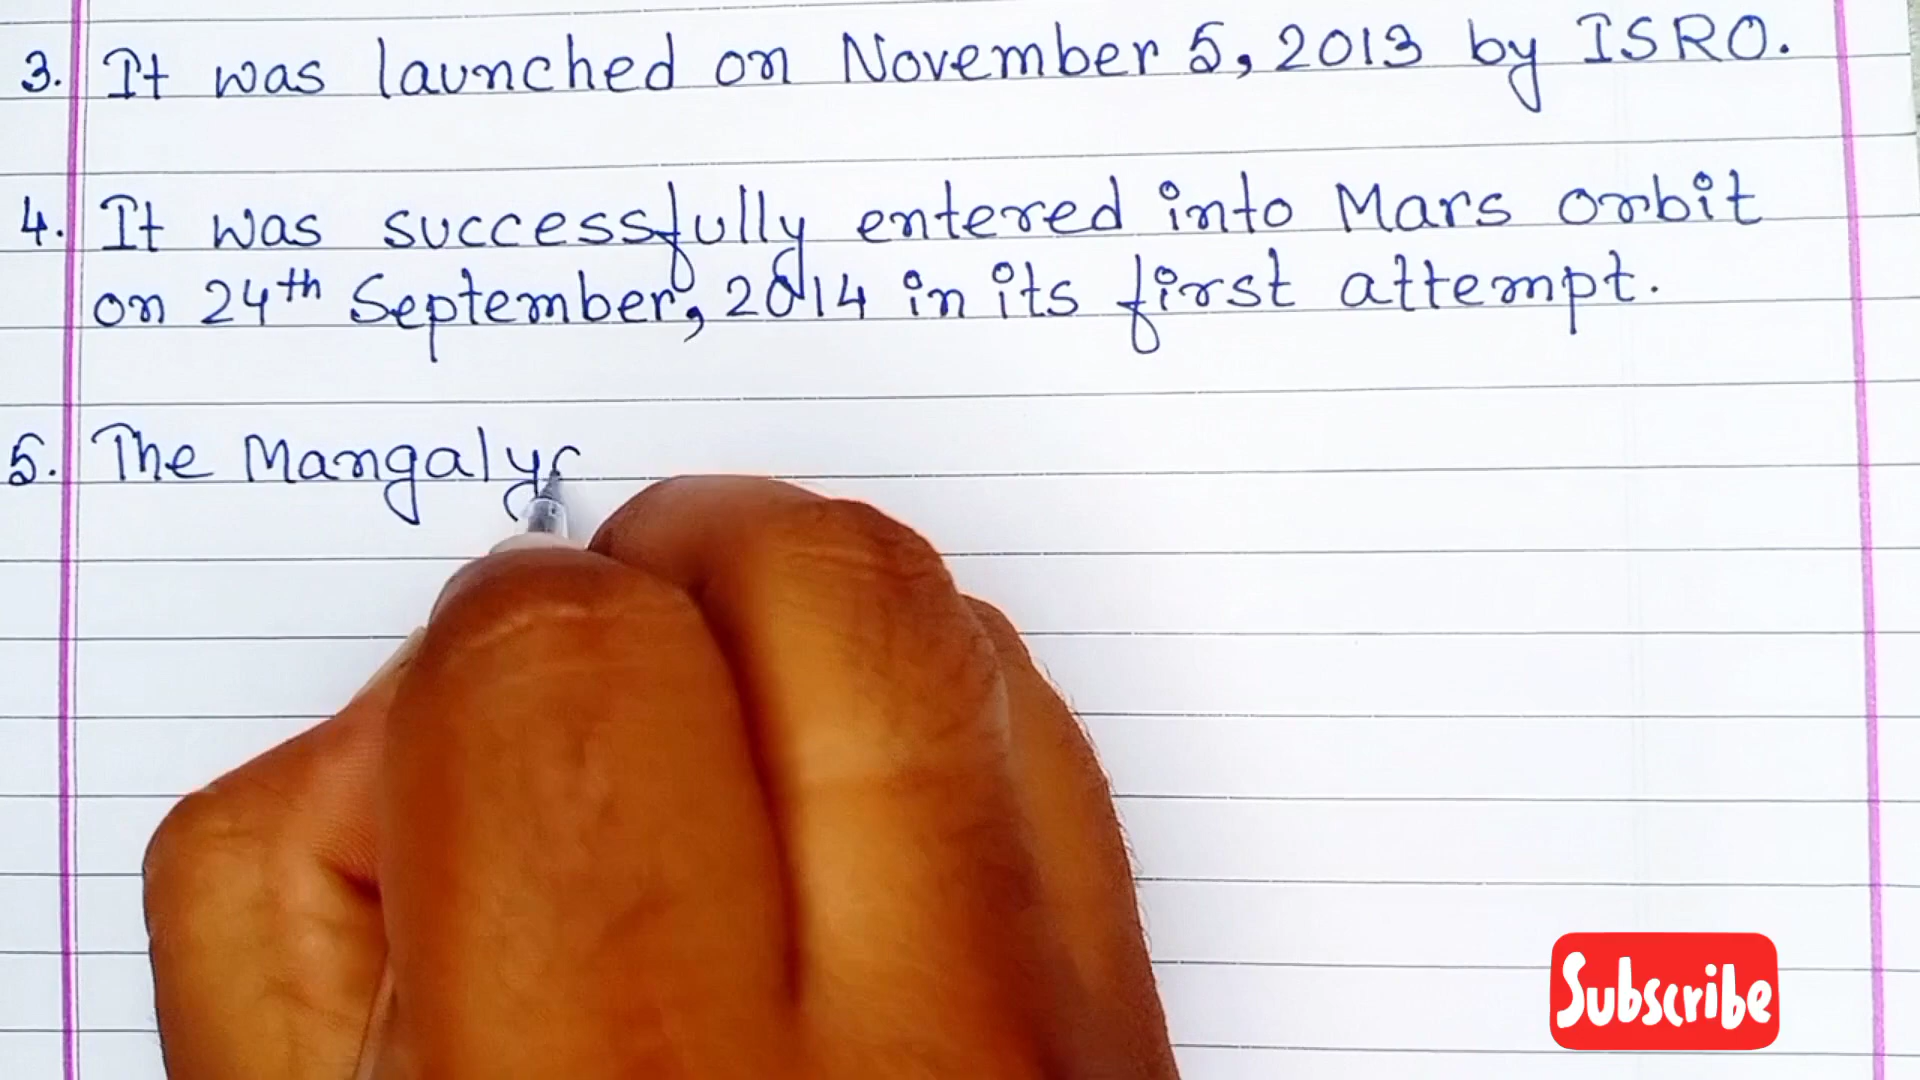 3. It was launched on November 5, 2013 by ISRO.
4. It was successfully entered into Mars orbit
on 24th September, 2014 in its first attempt.
5. The Mangaly
Subscribe